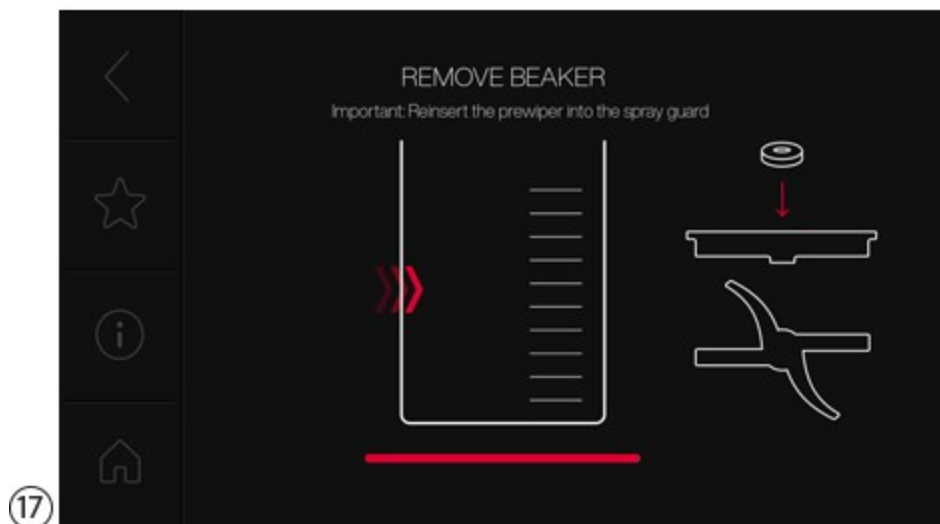 REMOVE BEAKER
Important: Reinsert the prewiper into the spray guard
i
17